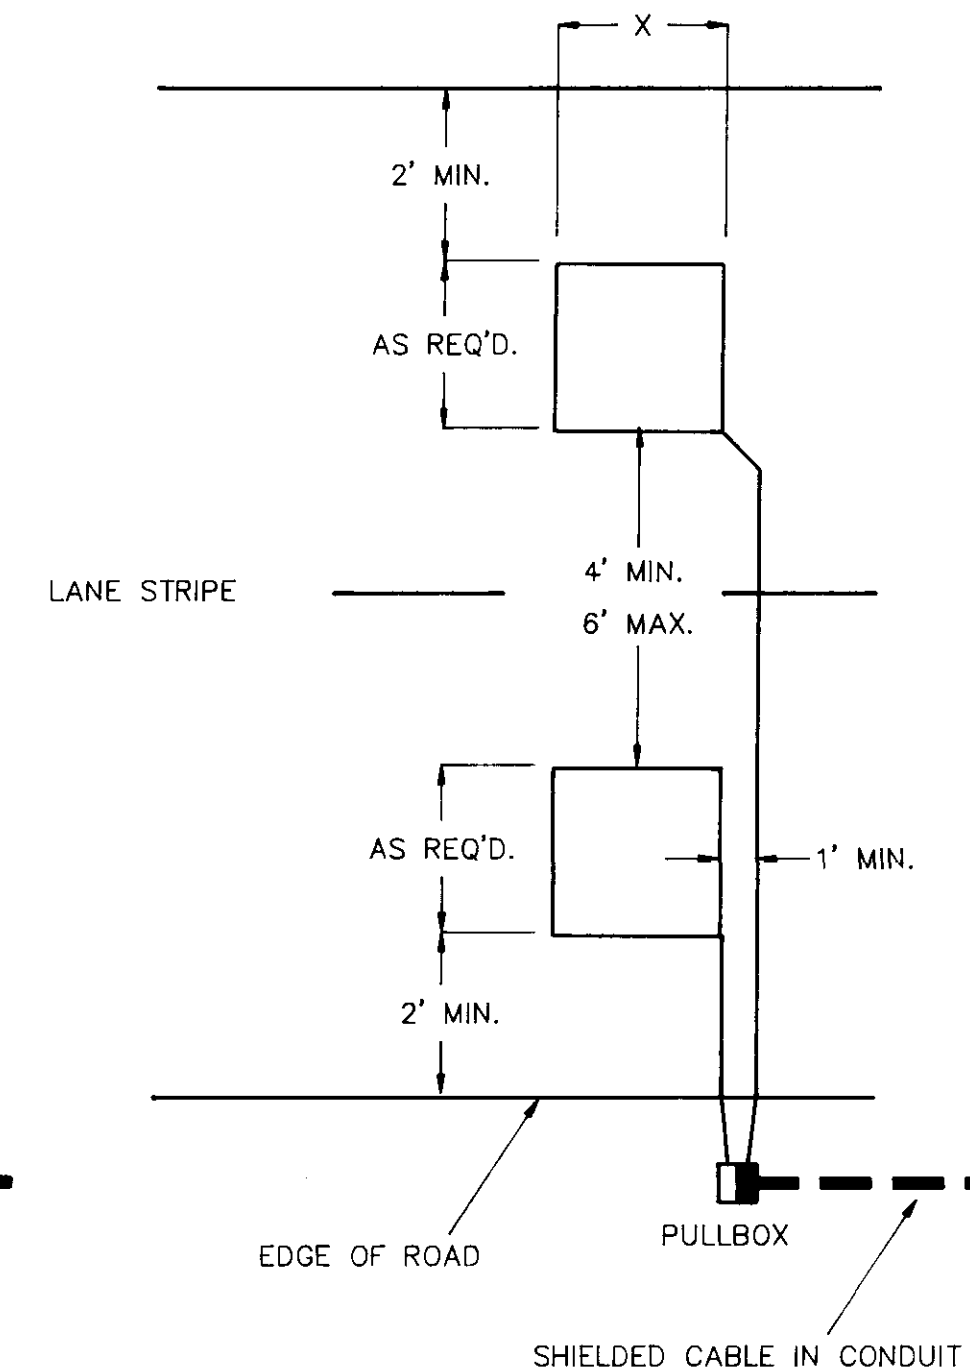 X
2' MIN.
AS REQ'D.
LANE STRIPE
4' MIN.
6' MAX.
AS REQ'D.
1' MIN.
2' MIN.
PULLBOX
EDGE OF ROAD
SHIELDED CABLE IN CONDUIT